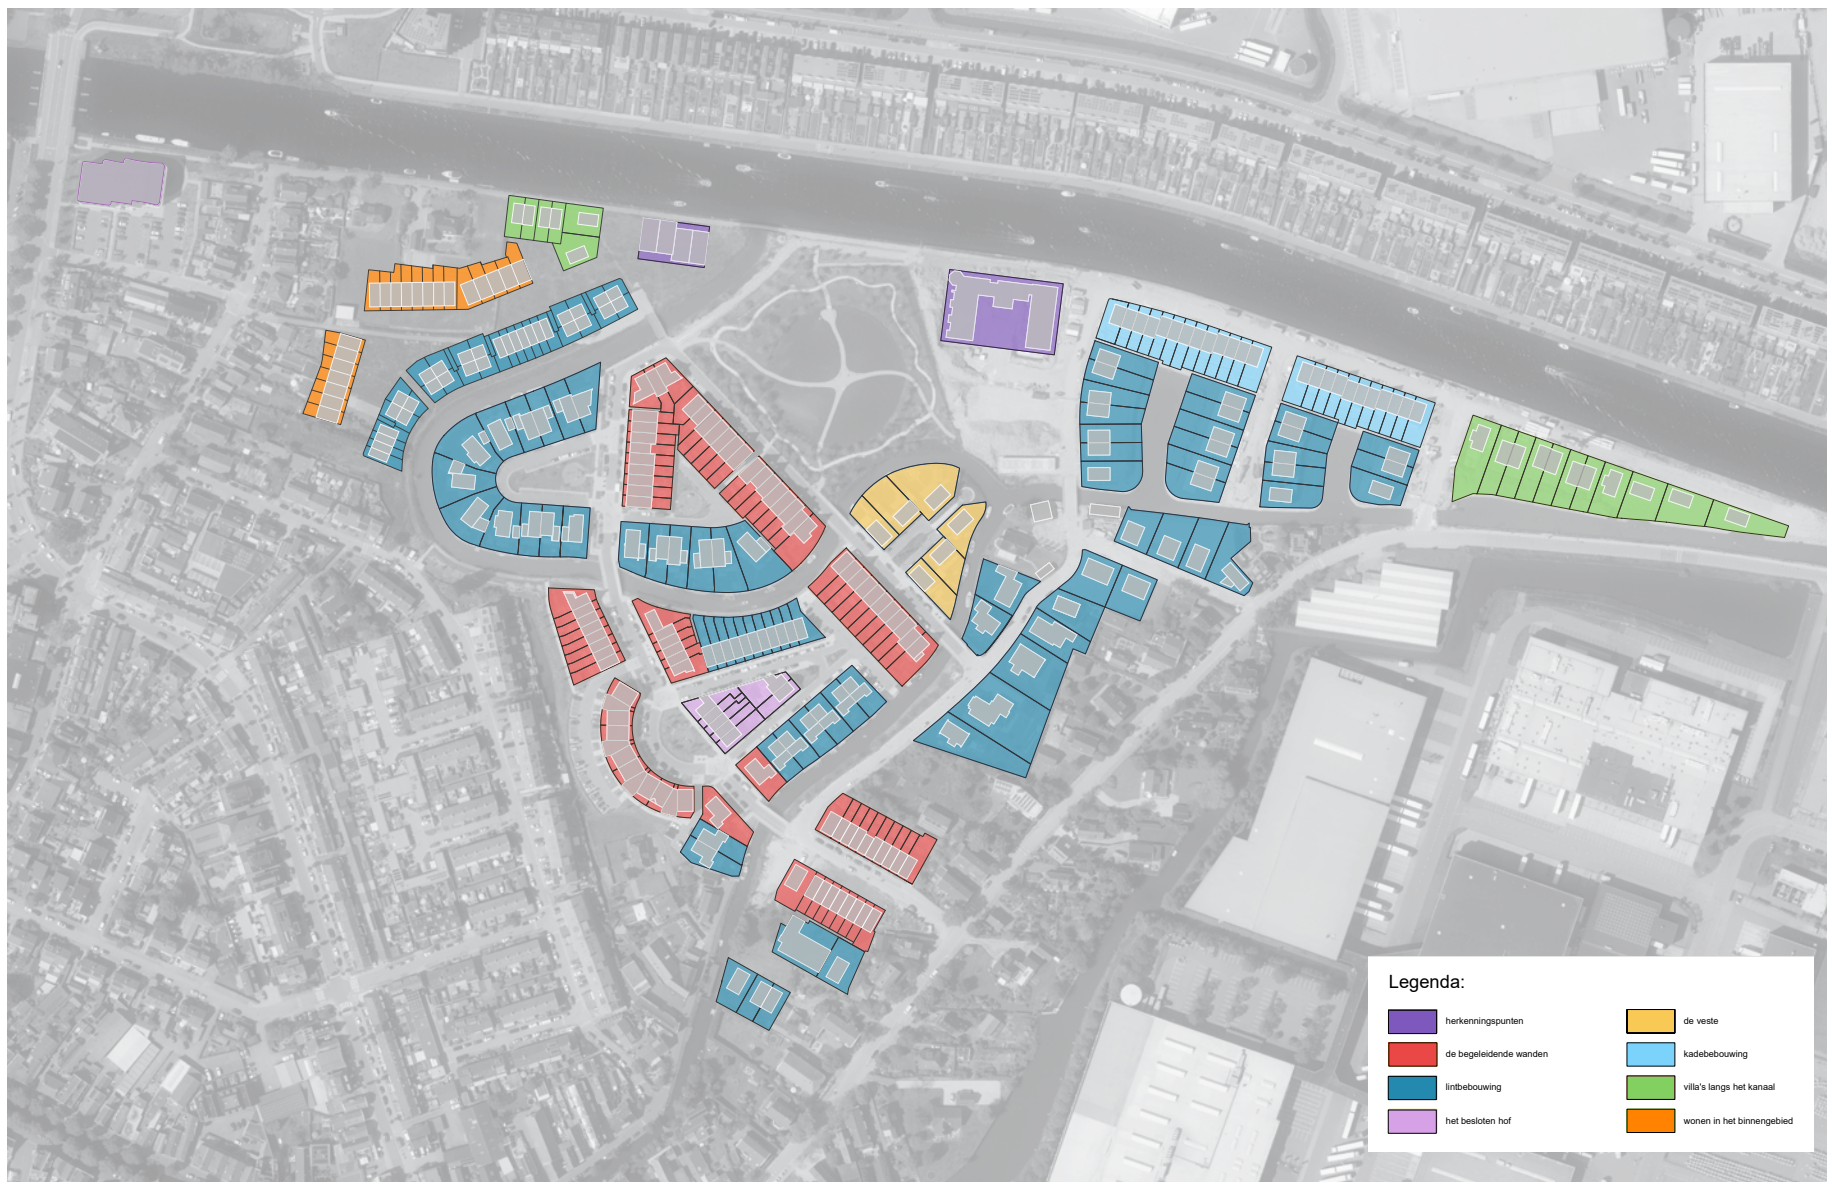 Legenda:
herkenningspunten
de begeleidende wanden
lintbebouwing
het besloten hof
de veste
kadebebouwing
villa's langs het kanaal
wonen in het binnengebied